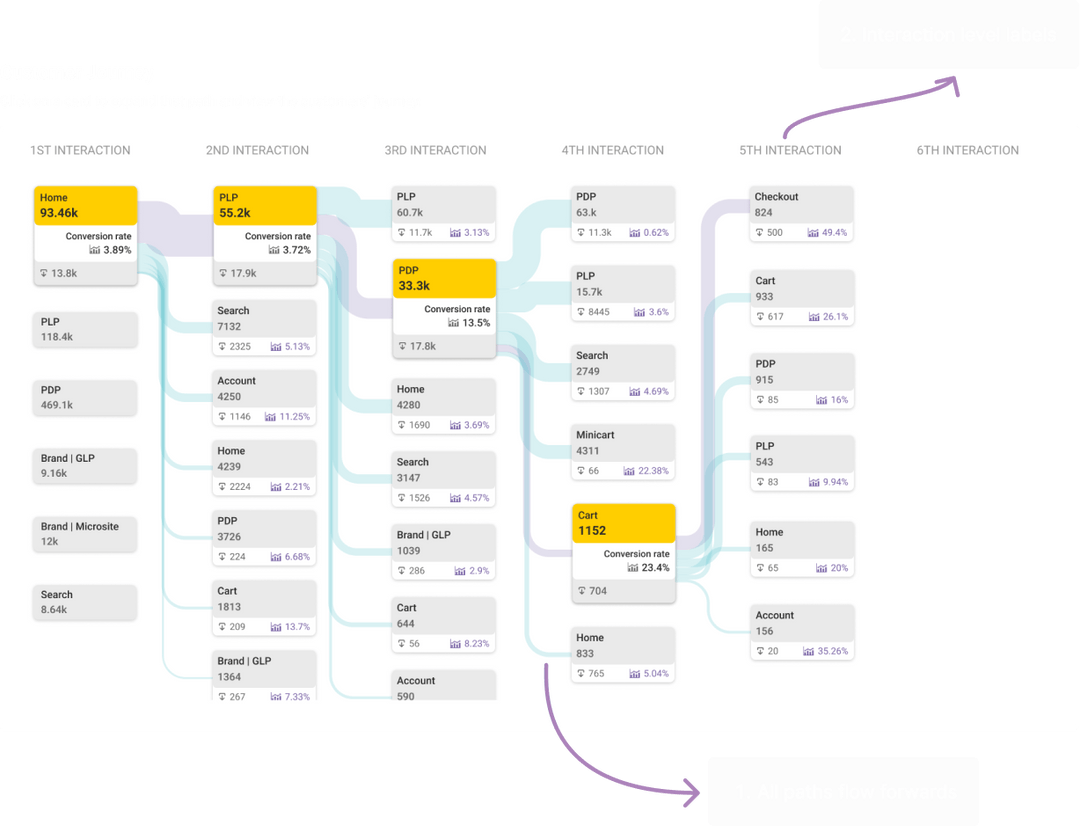 1ST INTERACTION
2ND INTERACTION
3RD INTERACTION
4TH INTERACTION
5TH INTERACTION
6TH INTERACTION
Home
93.46k
Conversion rate
3.89%
13.8k
PLP
118.4k
PDP
469.1k
Brand | GLP
9.16k
Brand | Microsite
12k
Search
8.64k
PLP
55.2k
Conversion rate
3.72%
17.9k
Search
7132
2325 5.13%
Account
4250
1146 11.25%
Home
4239
2224 2.21%
PDP
3726
224 6.68%
Cart
1813
209 13.7%
Brand | GLP
1364
267 7.33%
PLP
60.7k
11.7k 3.13%
PDP
33.3k
Conversion rate
13.5%
17.8k
Home
4280
1690 3.69%
Search
3147
1526 4.57%
Brand | GLP
1039
286 2.9%
Cart
644
56 8.23%
Account
590
PDP
63.k
11.3k 0.62%
PLP
15.7k
8445 3.6%
Search
2749
1307 4.69%
Minicart
4311
66 22.38%
Cart
1152
Conversion rate
23.4%
704
Home
833
765 5.04%
Checkout
824
500 49.4%
Cart
933
617 26.1%
PDP
915
85 16%
PLP
543
83 9.94%
Home
165
65 20%
Account
156
20 35.26%